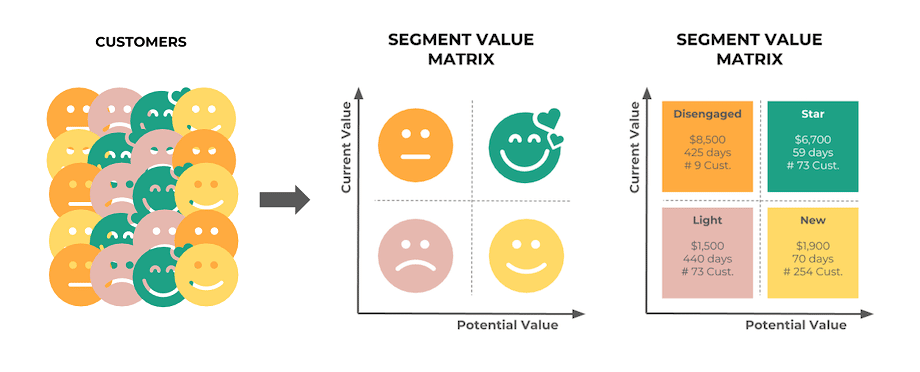 CUSTOMERS
SEGMENT VALUE
MATRIX
Current Value
Potential Value
SEGMENT VALUE
MATRIX
Current Value
Disengaged
$8,500
425 days
# 9 Cust.
Star
$6,700
59 days
# 73 Cust.
Light
$1,500
440 days
# 73 Cust.
New
$1,900
70 days
# 254 Cust.
Potential Value